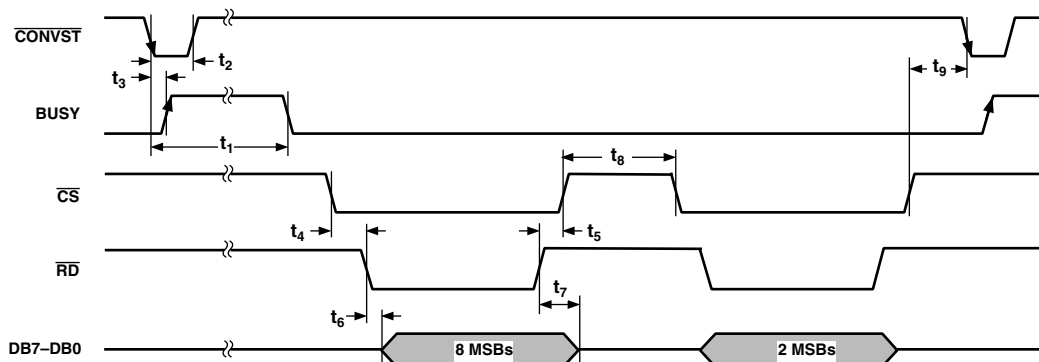 CONVST
t2
t3
t9
BUSY
t1
t8
CS
t4
t5
RD
t7
t6
DB7–DB0
8 MSBs
2 MSBs